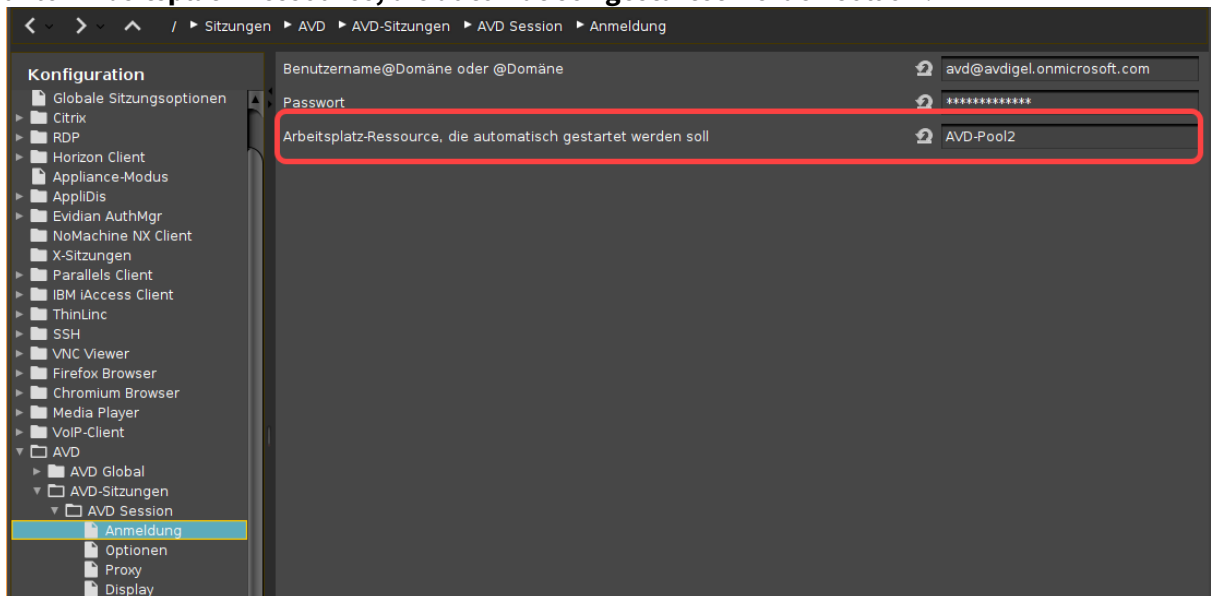 / ▸ Sitzungen ▸ AVD ▸ AVD-Sitzungen ▸ AVD Session ▸ Anmeldung
Konfiguration
Globale Sitzungsoptionen
Citrix
RDP
Horizon Client
Appliance-Modus
AppliDis
Evidian AuthMgr
NoMachine NX Client
X-Sitzungen
Parallels Client
IBM iAccess Client
ThinLinc
SSH
VNC Viewer
Firefox Browser
Chromium Browser
Media Player
VoIP-Client
AVD
AVD Global
AVD-Sitzungen
AVD Session
Anmeldung
Optionen
Proxy
Display
Benutzername@Domäne oder @Domäne avd@avdigel.onmicrosoft.com
Passwort *************
Arbeitsplatz-Ressource, die automatisch gestartet werden soll AVD-Pool2